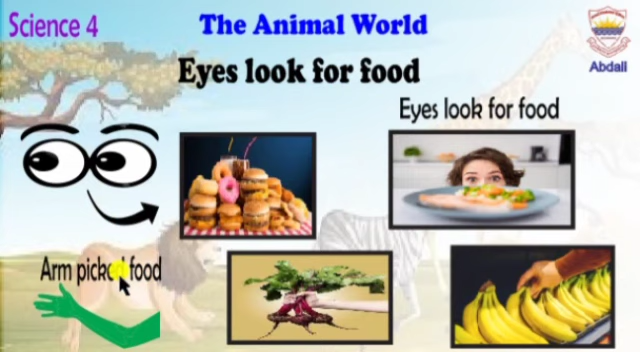 Science 4
The Animal World
Abdali
Eyes look for food
Eyes look for food
Arm picked food